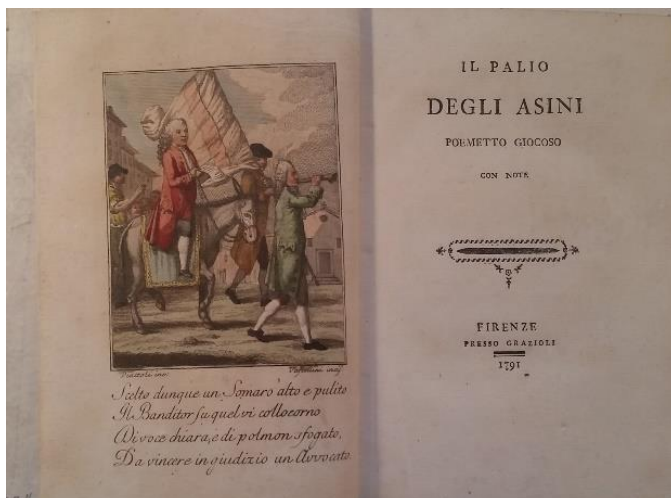 Scelto dunque un Somaro alto e pulito
Il Banditor su quel vi collocorno
Di voce chiara, e di polmon sfogato,
Da vincere in giudizio un Avvocato.
IL PALIO
DEGLI ASINI
POEMETTO GIOCOSO
CON NOTE
FIRENZE
PRESSO GRAZIOLI
1791